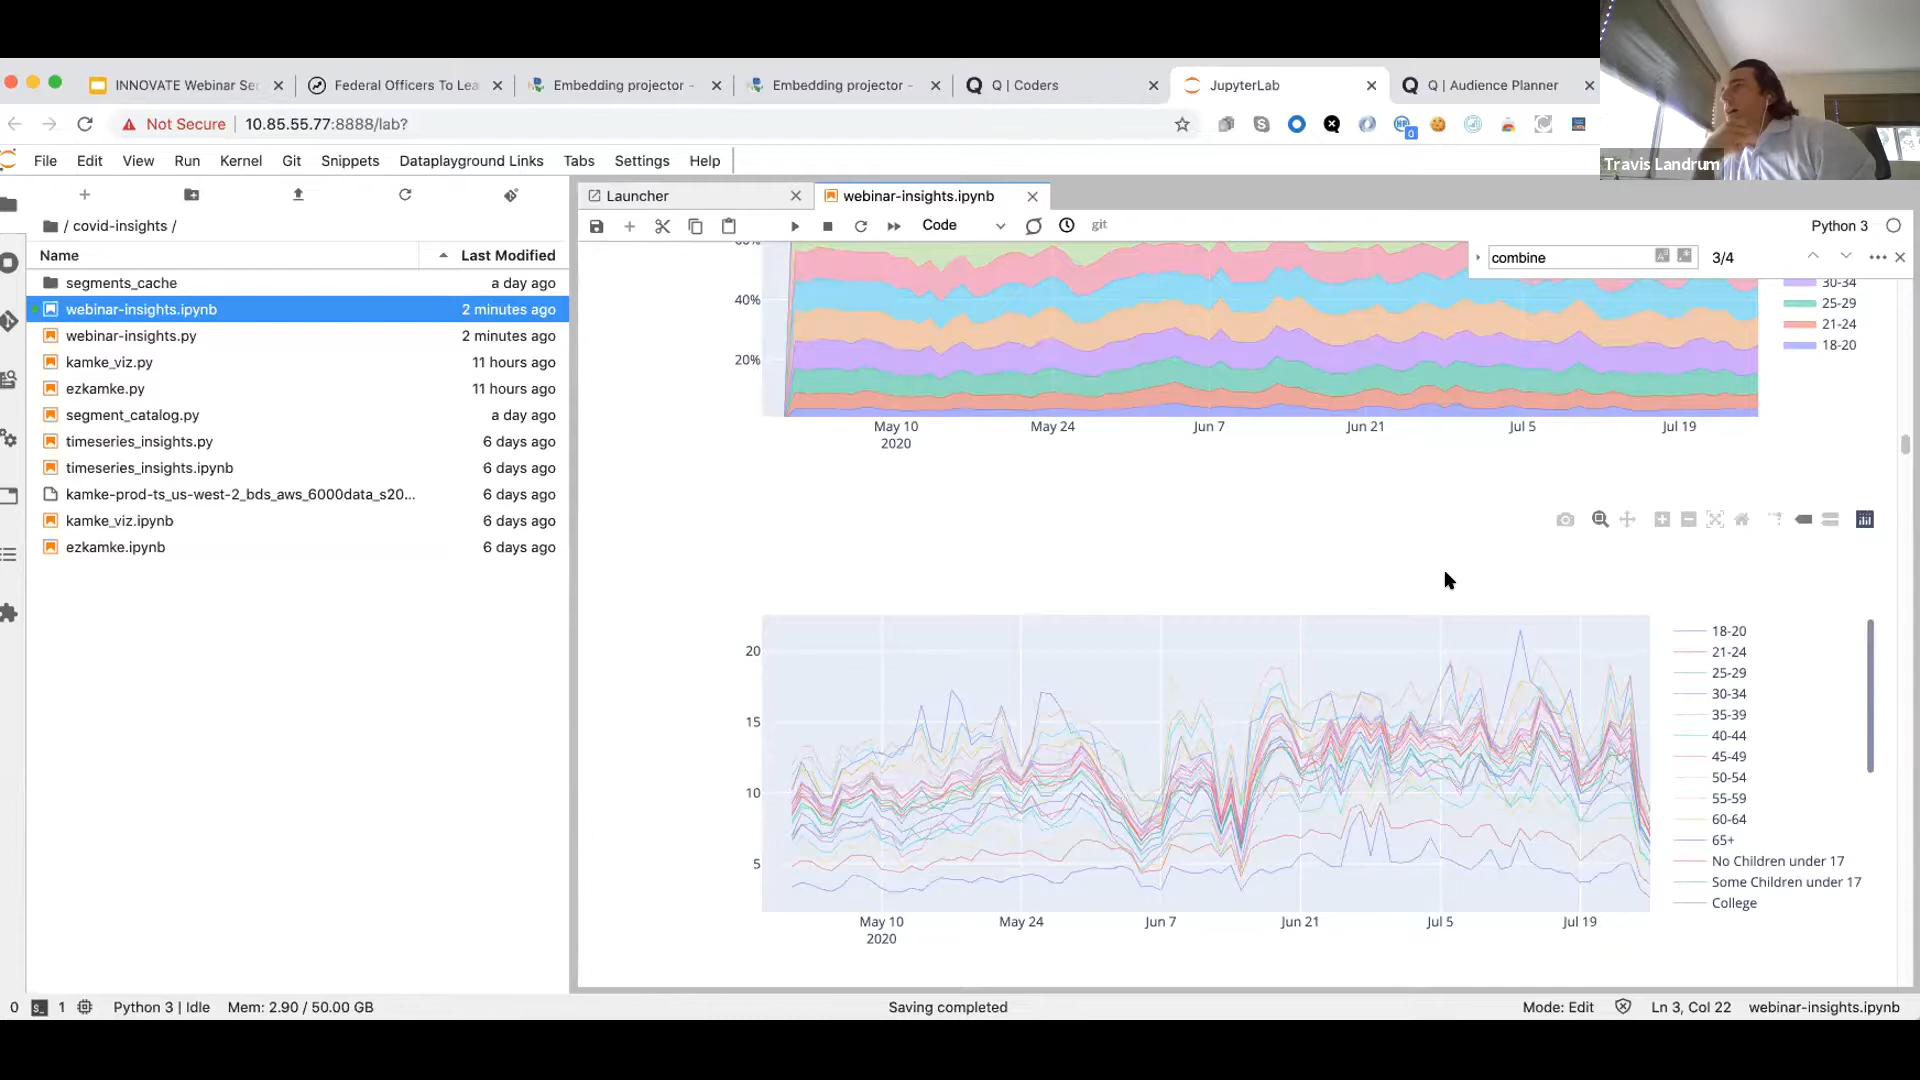 INNOVATE Webinar Se
Federal Officers To Lea
Embedding projector -
Embedding projector -
Q | Coders
JupyterLab
Q | Audience Planner
Not Secure
10.85.55.77:8888/lab?
0
Travis Landrum
File Edit View Run Kernel Git Snippets Dataplayground Links Tabs Settings Help
Launcher
webinar-insights.ipynb
/ covid-insights /
Code
git
Python 3
Name
Last Modified
combine
3/4
segments_cache a day ago
webinar-insights.ipynb 2 minutes ago
webinar-insights.py 2 minutes ago
kamke_viz.py 11 hours ago
ezkamke.py 11 hours ago
segment_catalog.py a day ago
timeseries_insights.py 6 days ago
timeseries_insights.ipynb 6 days ago
kamke-prod-ts_us-west-2_bds_aws_6000data_s20... 6 days ago
kamke_viz.ipynb 6 days ago
ezkamke.ipynb 6 days ago
60%
40%
20%
May 10
2020
May 24
Jun 7
Jun 21
Jul 5
Jul 19
30-34
25-29
21-24
18-20
20
15
10
5
May 10
2020
May 24
Jun 7
Jun 21
Jul 5
Jul 19
18-20
21-24
25-29
30-34
35-39
40-44
45-49
50-54
55-59
60-64
65+
No Children under 17
Some Children under 17
College
0
1
Python 3 | Idle
Mem: 2.90 / 50.00 GB
Saving completed
Mode: Edit
Ln 3, Col 22
webinar-insights.ipynb